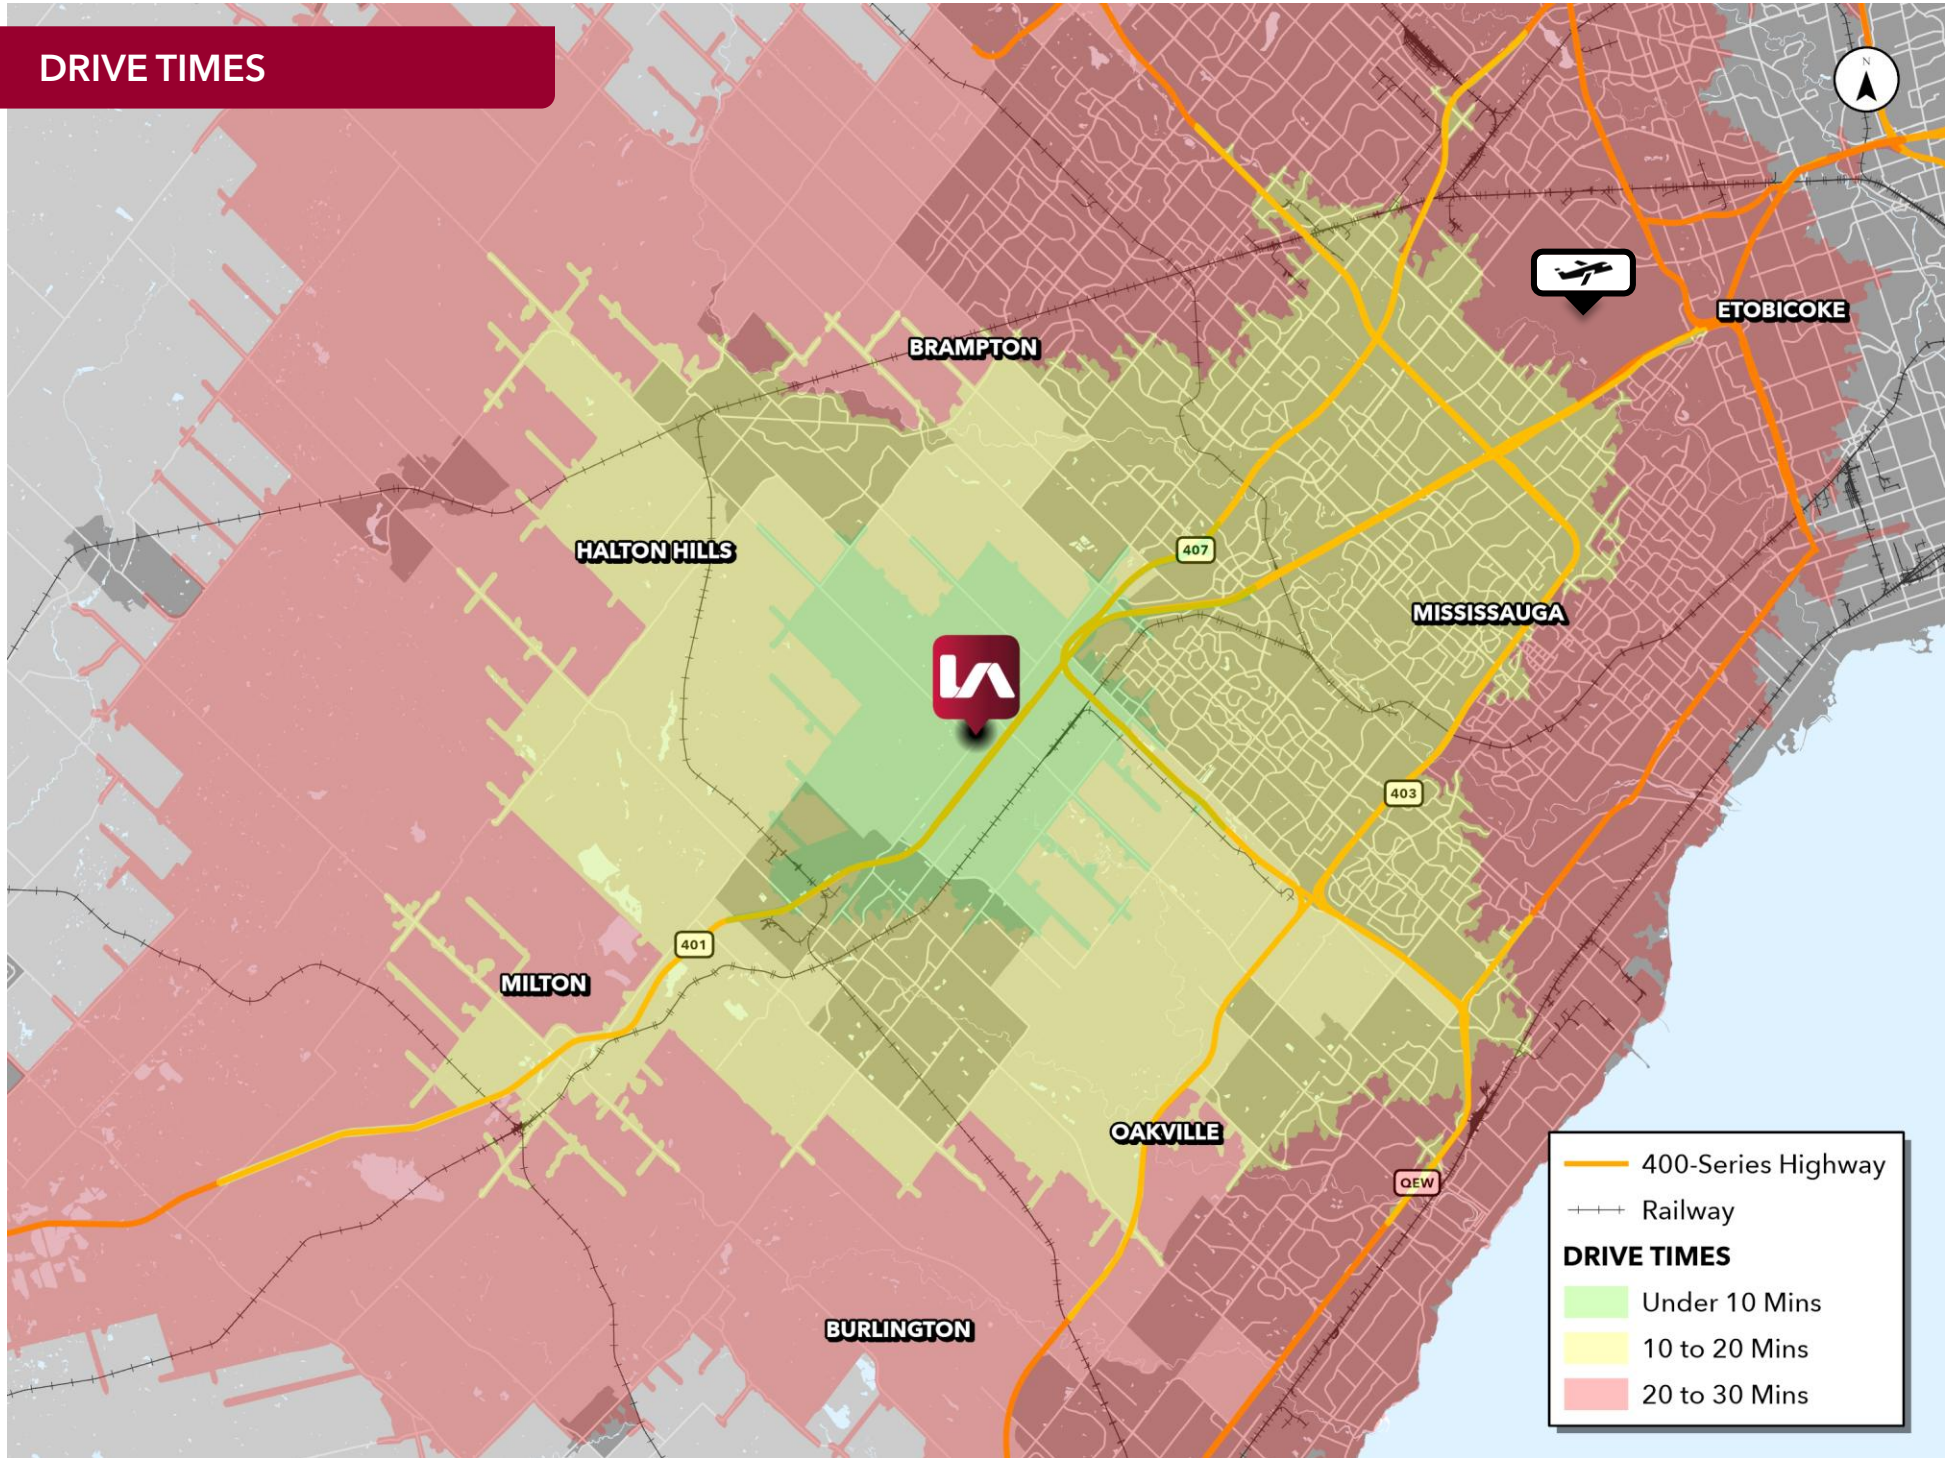 DRIVE TIMES
N
ETOBICOKE
BRAMPTON
HALTON HILLS
407
MISSISSAUGA
LA
403
401
MILTON
OAKVILLE
QEW
BURLINGTON
400-Series Highway
Railway
DRIVE TIMES
Under 10 Mins
10 to 20 Mins
20 to 30 Mins